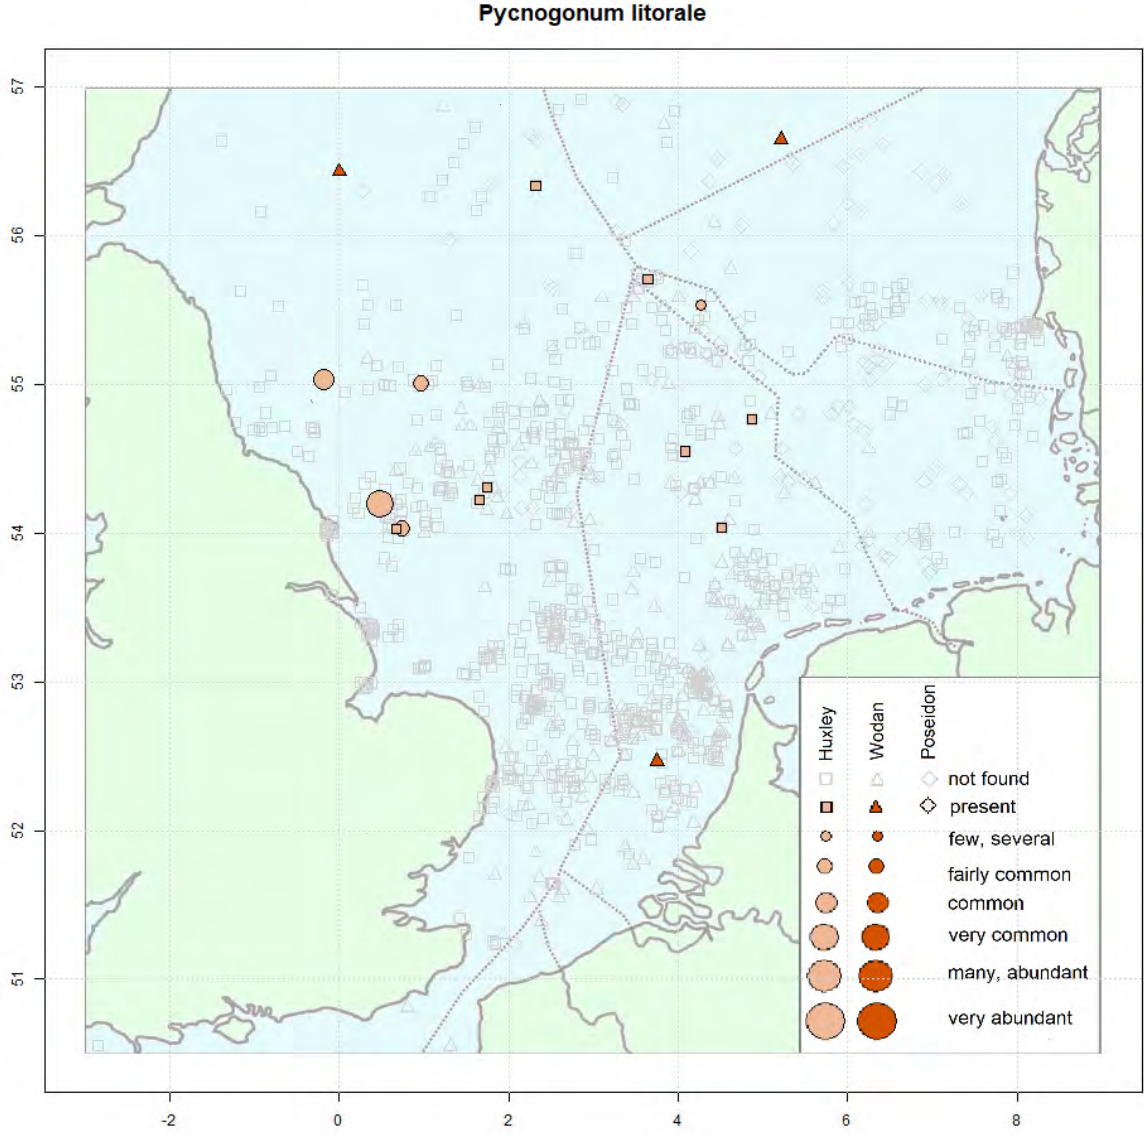 Pycnogonum litorale
57
56
55
54
53
52
51
Huxley
Wodan
Poseidon
not found
present
few, several
fairly common
common
very common
many, abundant
very abundant
-2
0
2
4
6
8